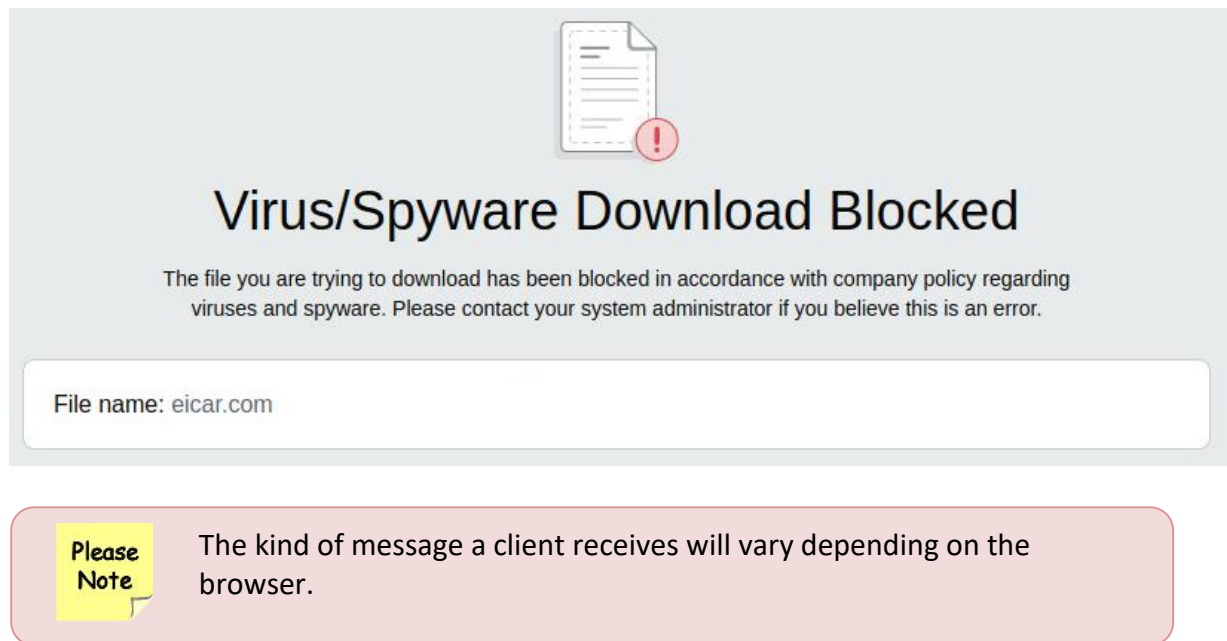 Virus/Spyware Download Blocked
The file you are trying to download has been blocked in accordance with company policy regarding
viruses and spyware. Please contact your system administrator if you believe this is an error.
File name: eicar.com
Please
Note
The kind of message a client receives will vary depending on the
browser.